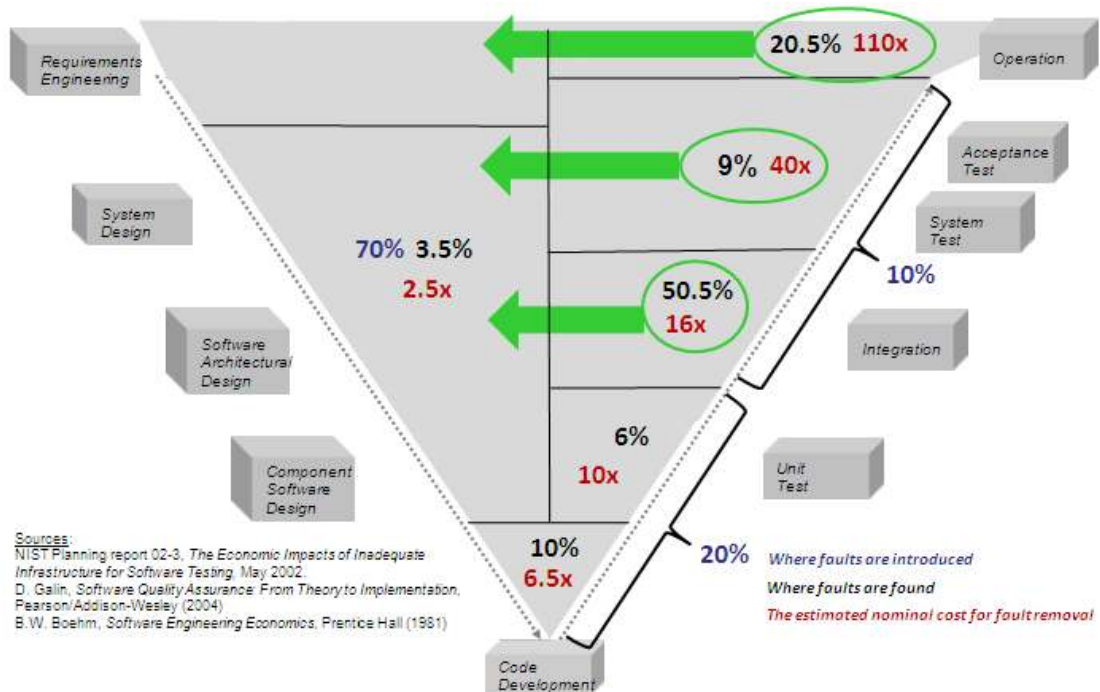 Requirements
Engineering
20.5% 110x
Operation
9% 40x
Acceptance
Test
System
Design
System
Test
70% 3.5%
2.5x
10%
50.5%
16x
Software
Architectural
Design
Integration
6%
10x
Component
Software
Design
Unit
Test
10%
6.5x
20%
Sources:
NIST Planning report 02-3, The Economic Impacts of Inadequate
Infrastructure for Software Testing, May 2002.
D. Galin, Software Quality Assurance: From Theory to Implementation,
Pearson/Addison-Wesley (2004)
B.W. Boehm, Software Engineering Economics, Prentice Hall (1981)
Where faults are introduced
Where faults are found
The estimated nominal cost for fault removal
Code
Development